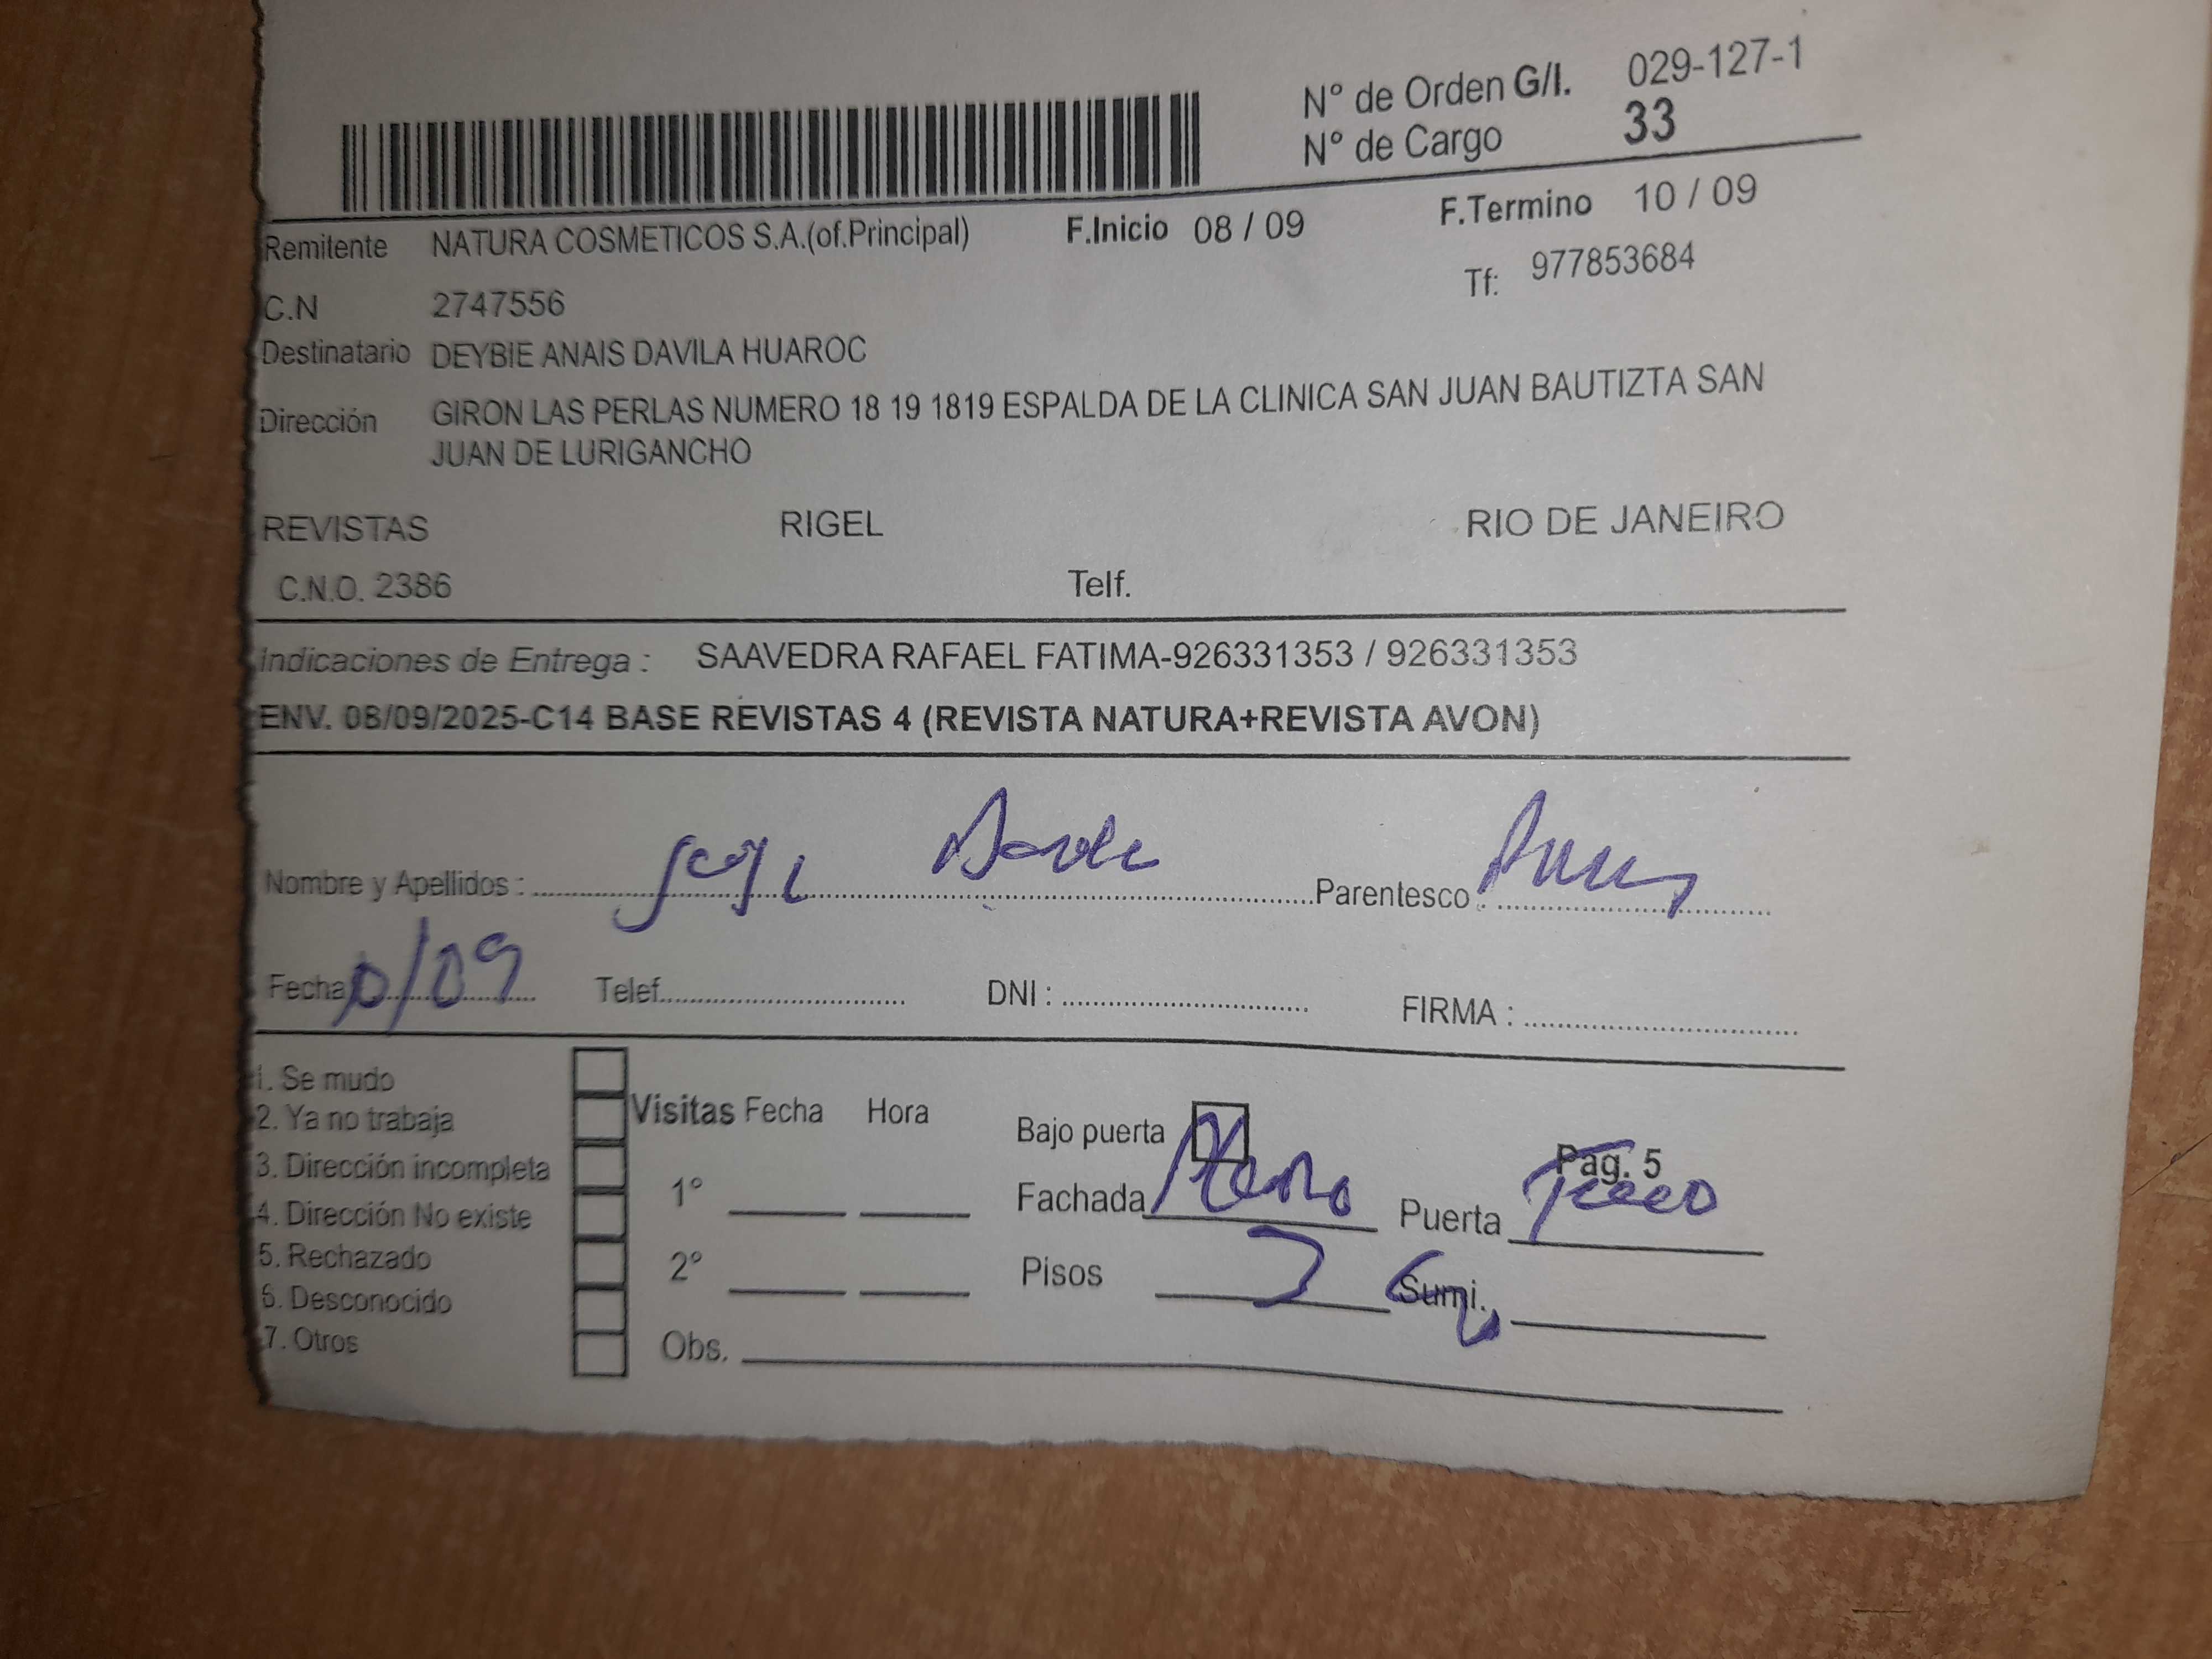 N° de Orden G/I. 029-127-1
N° de Cargo 33
Remitente NATURA COSMETICOS S.A.(of.Principal) F.Inicio 08 / 09 F.Termino 10 / 09
C.N 2747556 Tf: 977853684
Destinatario DEYBIE ANAIS DAVILA HUAROC
Dirección GIRON LAS PERLAS NUMERO 18 19 1819 ESPALDA DE LA CLINICA SAN JUAN BAUTIZTA SAN
JUAN DE LURIGANCHO
REVISTAS RIGEL RIO DE JANEIRO
C.N.O. 2386 Telf.
Indicaciones de Entrega : SAAVEDRA RAFAEL FATIMA-926331353 / 926331353
ENV. 08/09/2025-C14 BASE REVISTAS 4 (REVISTA NATURA+REVISTA AVON)
Nombre y Apellidos : Parentesco :
Fecha /09 Telef. DNI : FIRMA :
1. Se mudo
2. Ya no trabaja
3. Dirección incompleta
4. Dirección No existe
5. Rechazado
6. Desconocido
7. Otros
Visitas Fecha Hora
1°
2°
Obs.
Bajo puerta Pag. 5
Fachada Puerta
Pisos Sumi.